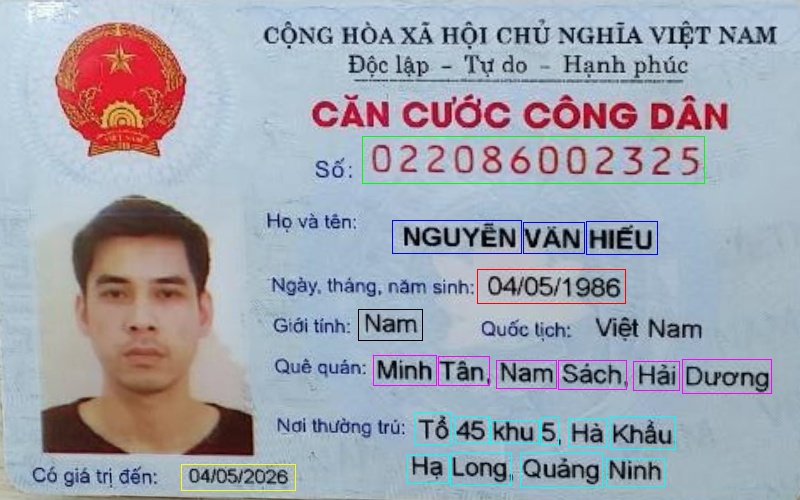 CỘNG HÒA XÃ HỘI CHỦ NGHĨA VIỆT NAM
Độc lập – Tự do – Hạnh phúc
CĂN CƯỚC CÔNG DÂN
Số: 022086002325
Họ và tên: NGUYỄN VĂN HIẾU
Ngày, tháng, năm sinh: 04/05/1986
Giới tính: Nam Quốc tịch: Việt Nam
Quê quán: Minh Tân, Nam Sách, Hải Dương
Nơi thường trú: Tổ 45 khu 5, Hà Khẩu
Hạ Long, Quảng Ninh
Có giá trị đến: 04/05/2026